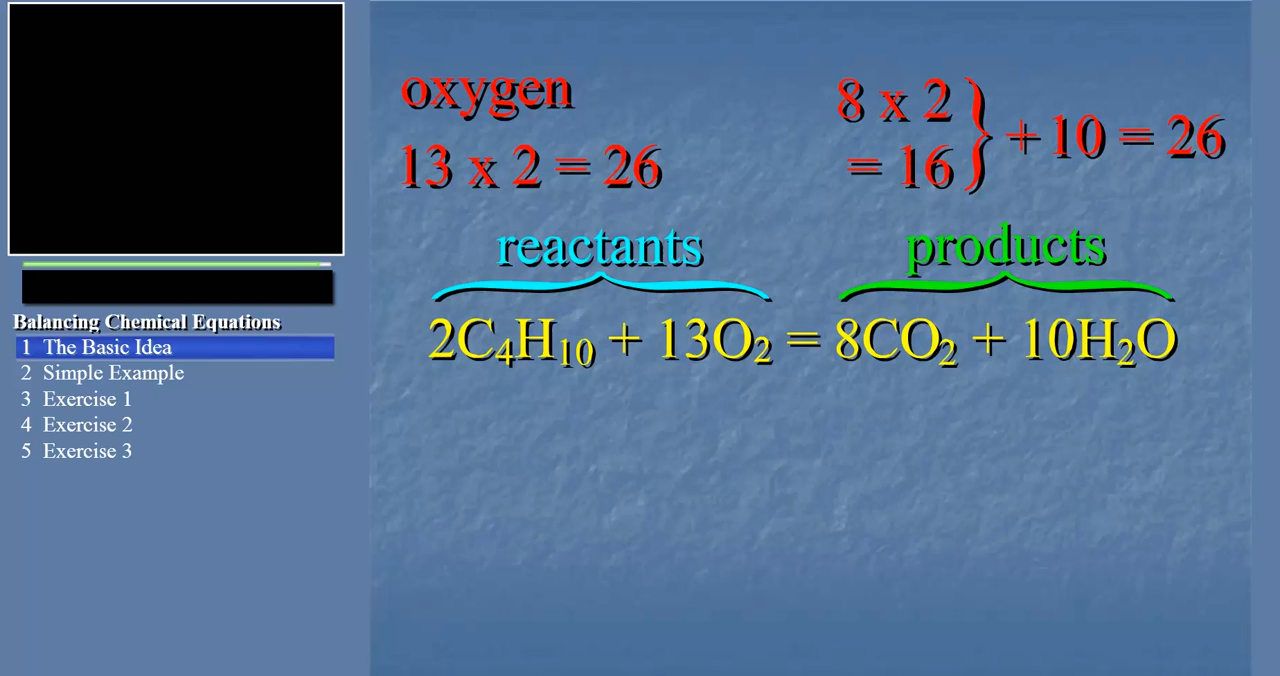 oxygen
13 x 2 = 26
8 x 2
= 16
} + 10 = 26
reactants
products
2C₄H₁₀ + 13O₂ = 8CO₂ + 10H₂O
Balancing Chemical Equations
1 The Basic Idea
2 Simple Example
3 Exercise 1
4 Exercise 2
5 Exercise 3